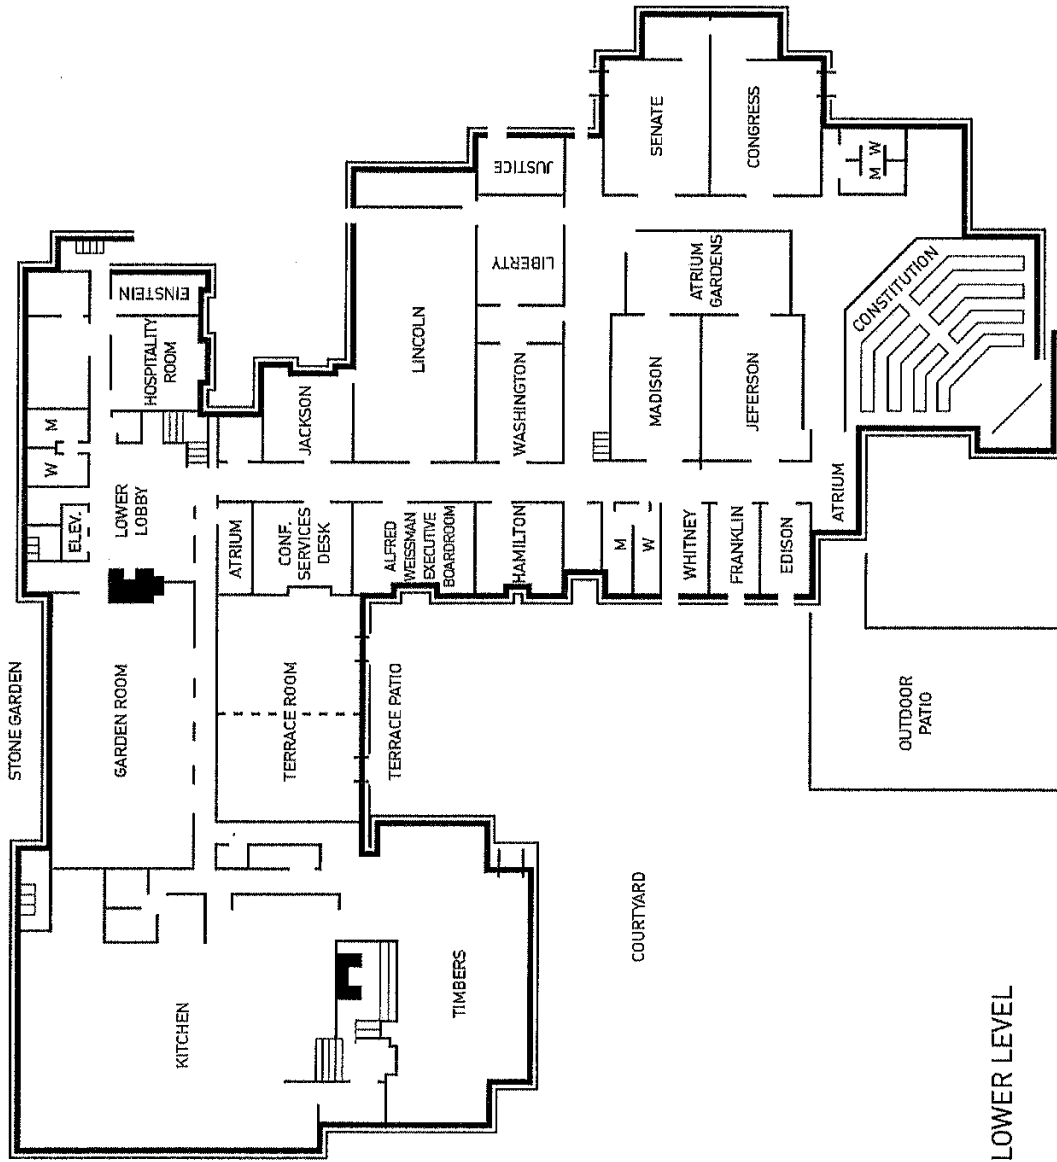 STONE GARDEN
GARDEN ROOM
KITCHEN
TERRACE ROOM
TERRACE PATIO
TIMBERS
COURTYARD
OUTDOOR
PATIO
LOWER LEVEL
W
M
ELEV.
LOWER
LOBBY
HOSPITALITY
ROOM
EINSTEIN
ATRIUM
CONF.
SERVICES
DESK
ALFRED
WEISSMAN
EXECUTIVE
BOARDROOM
HAMILTON
M
W
WHITNEY
FRANKLIN
EDISON
ATRIUM
JACKSON
LINCOLN
WASHINGTON
LIBERTY
JUSTICE
MADISON
JEFERSON
ATRIUM
GARDENS
SENATE
CONGRESS
M W
CONSTITUTION